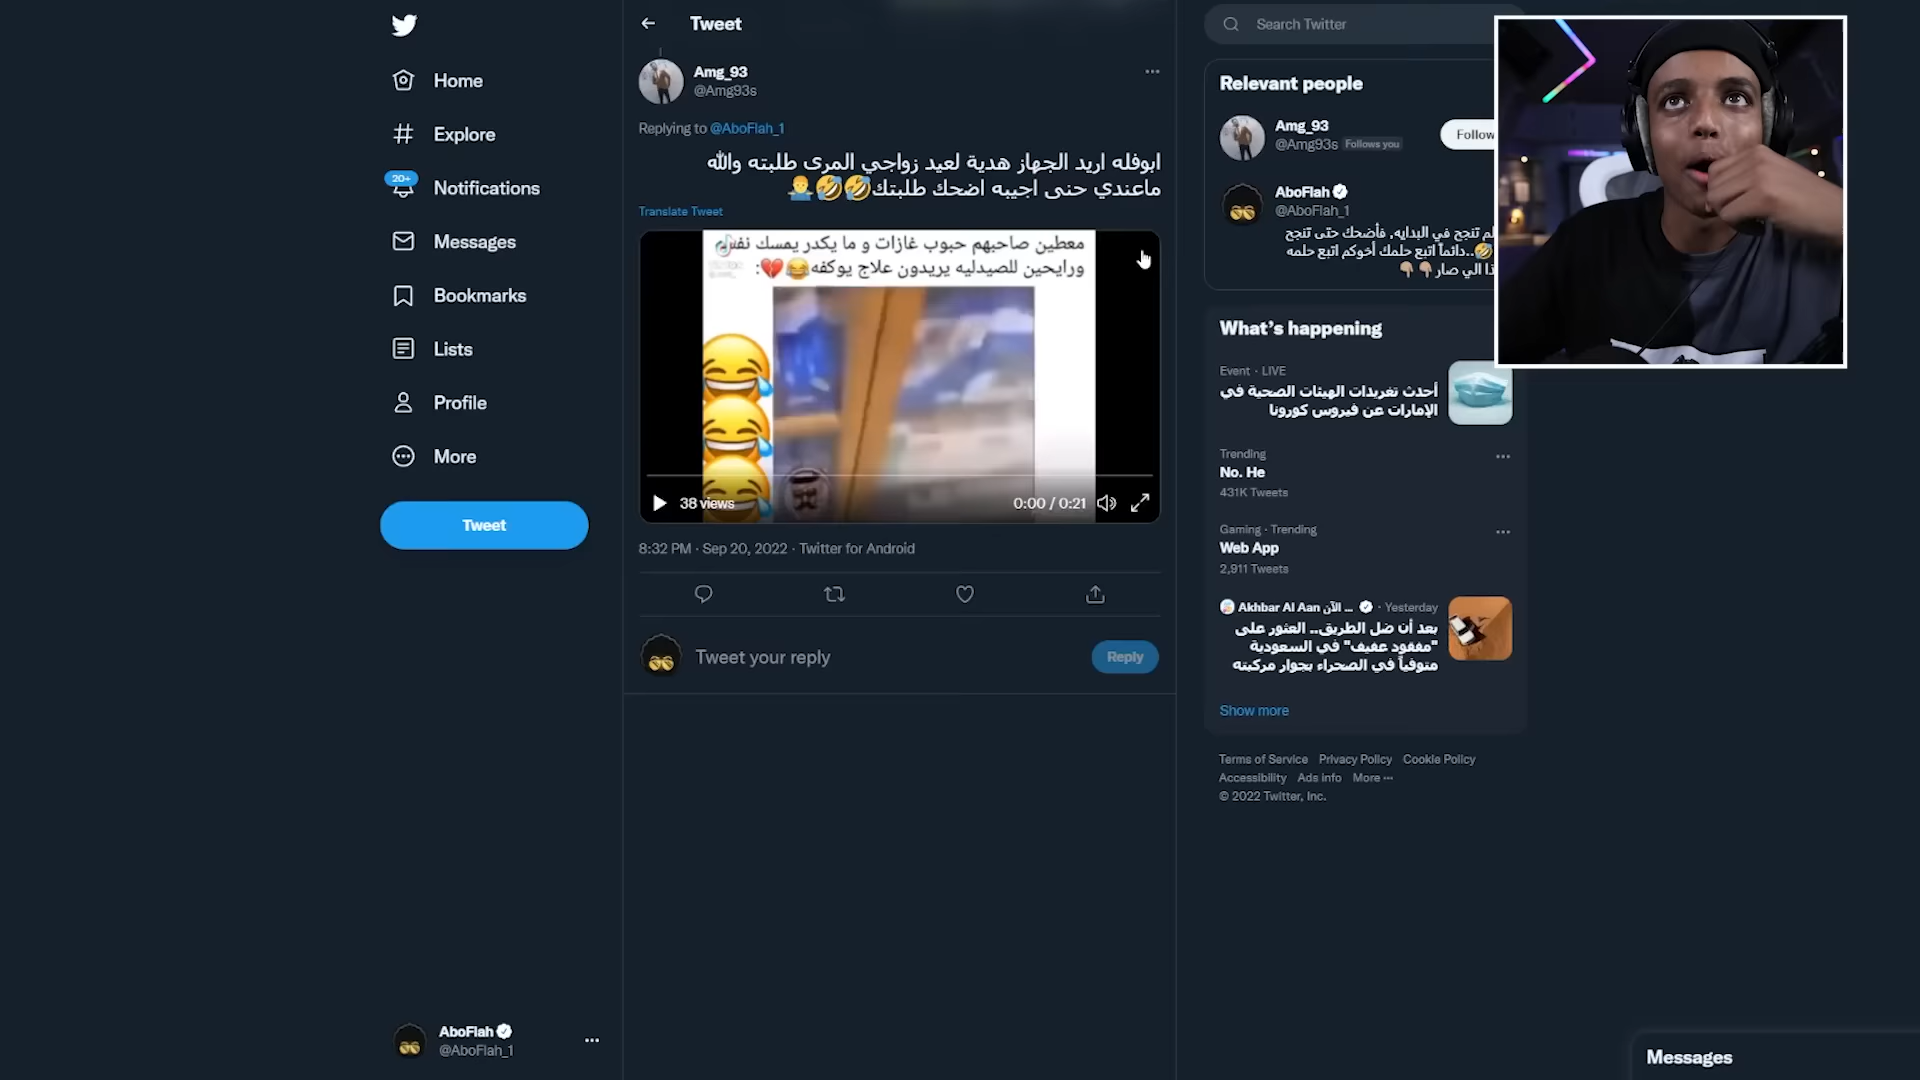 Home
Explore
20+
Notifications
Messages
Bookmarks
Lists
Profile
More
Tweet
AboFlah
@AboFlah_1
Tweet
Amg_93
@Amg93s
Replying to @AboFlah_1
ابوفله اريد الجهاز هدية لعيد زواجي المرى طلبته والله
ماعندي حنى اجيبه اضحك طلبتك🤣🤣🤷‍♂️
Translate Tweet
معطين صاحبهم حبوب غازات و ما يكدر يمسك نفسه
ورايحين للصيدليه يريدون علاج يوكفه😂💔:
38 views
0:00 / 0:21
8:32 PM · Sep 20, 2022 · Twitter for Android
Tweet your reply
Reply
Search Twitter
Relevant people
Amg_93
@Amg93s Follows you
Follow
AboFlah
@AboFlah_1
لم تنجح في البدايه, فأضحك حتى تنجح
🤣..دائماً اتبع حلمك أخوكم اتبع حلمه
ذا الي صار👇🏼👇🏼
What's happening
Event · LIVE
أحدث تغريدات الهيئات الصحية في
الإمارات عن فيروس كورونا
Trending
No. He
431K Tweets
Gaming · Trending
Web App
2,911 Tweets
Akhbar Al Aan الآن ... · Yesterday
بعد أن ضل الطريق.. العثور على
"مفقود عفيف" في السعودية
متوفياً في الصحراء بجوار مركبته
Show more
Terms of Service Privacy Policy Cookie Policy
Accessibility Ads info More ···
© 2022 Twitter, Inc.
Messages